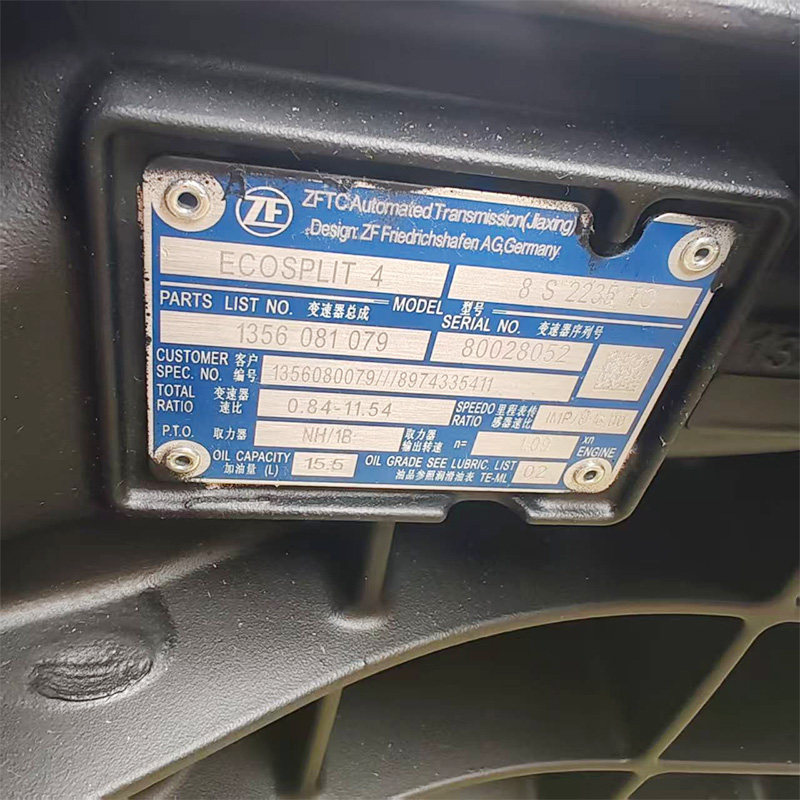 ZF ZFTC Automated Transmission(Jiaxing)
Design: ZF Friedrichshafen AG,Germany
ECOSPLIT 4
8 S
PARTS LIST NO. 变速器总成
MODEL 型号
1356 081 079
SERIAL NO. 变速器序列号
80028052
CUSTOMER 客户
SPEC. NO. 编号
1356080079///8974335411
TOTAL 变速器
RATIO 速比
0.84-11.54
SPEEDO 里程表传
RATIO 感器速比
P.T.O. 取力器
NH/1B
取力器
输出转速 n=
1.09
xn
ENGINE
OIL CAPACITY
加油量 (L)
15.5
OIL GRADE SEE LUBRIC. LIST
油品参照润滑油表 TE-ML
02